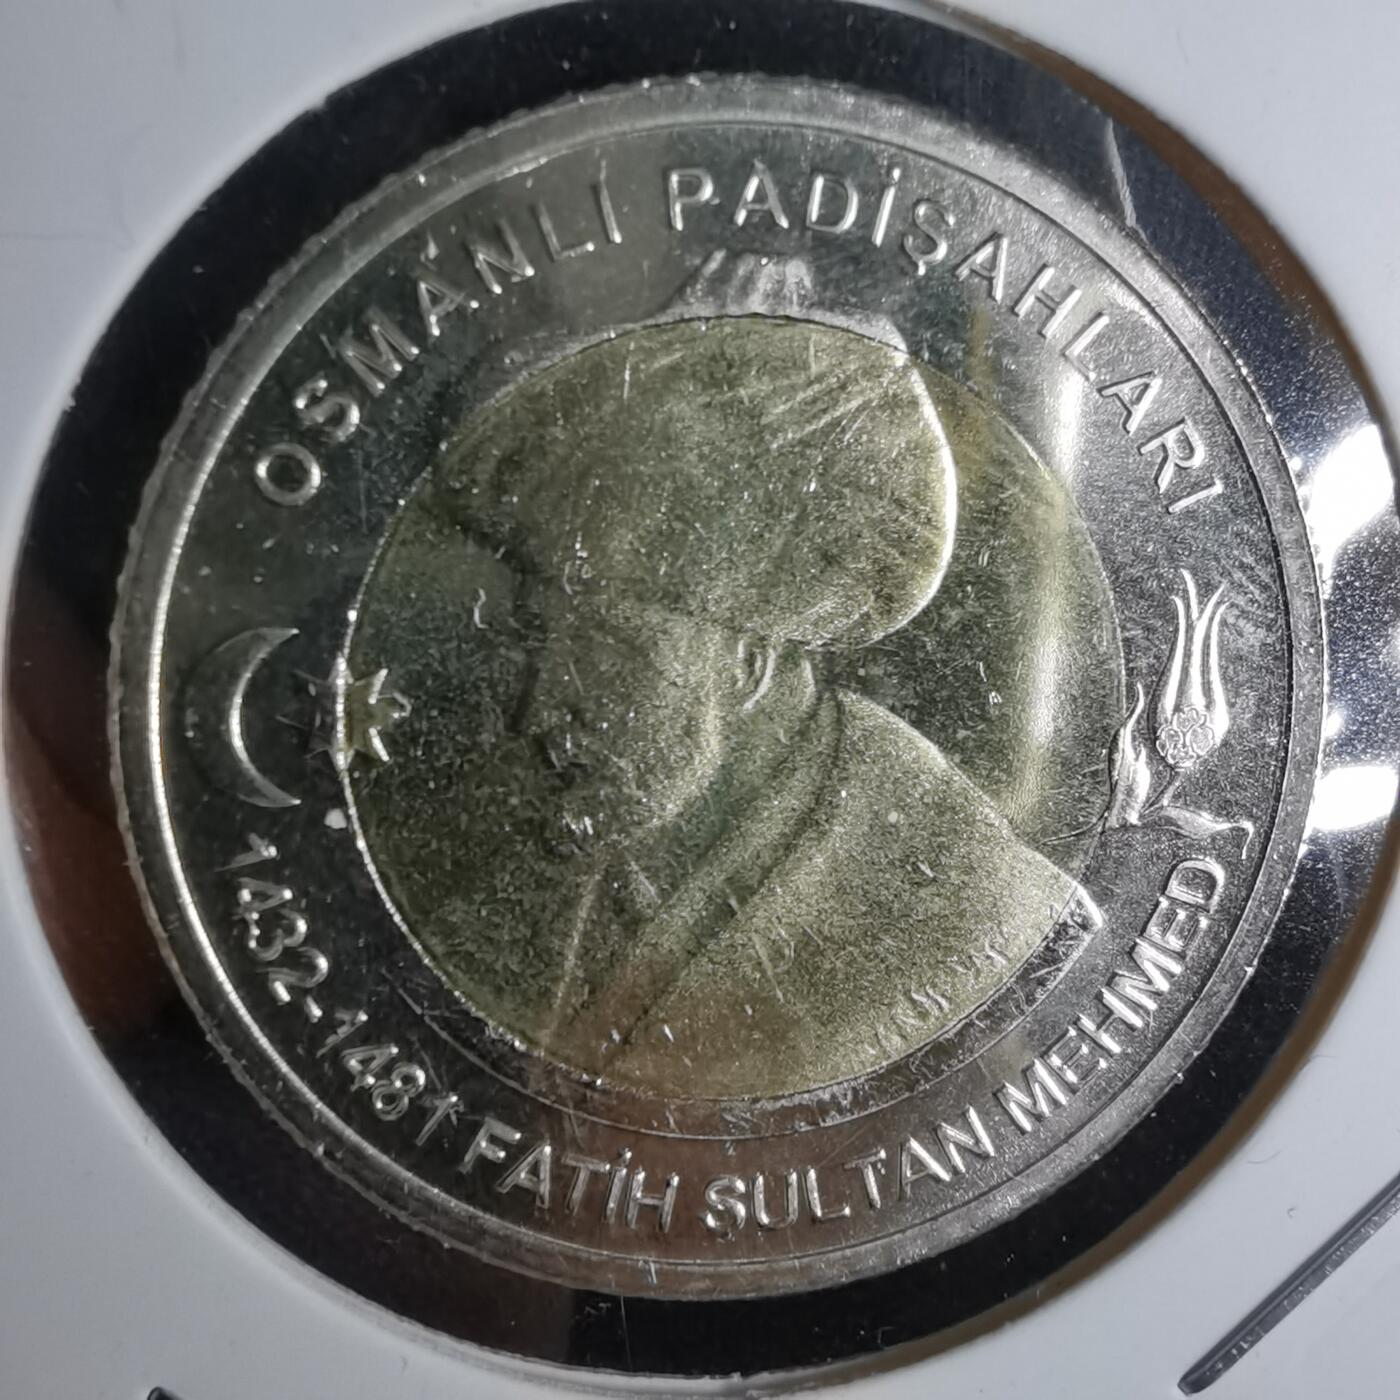 OSMANLI PADİŞAHLARI
1432-1481 FATİH SULTAN MEHMED